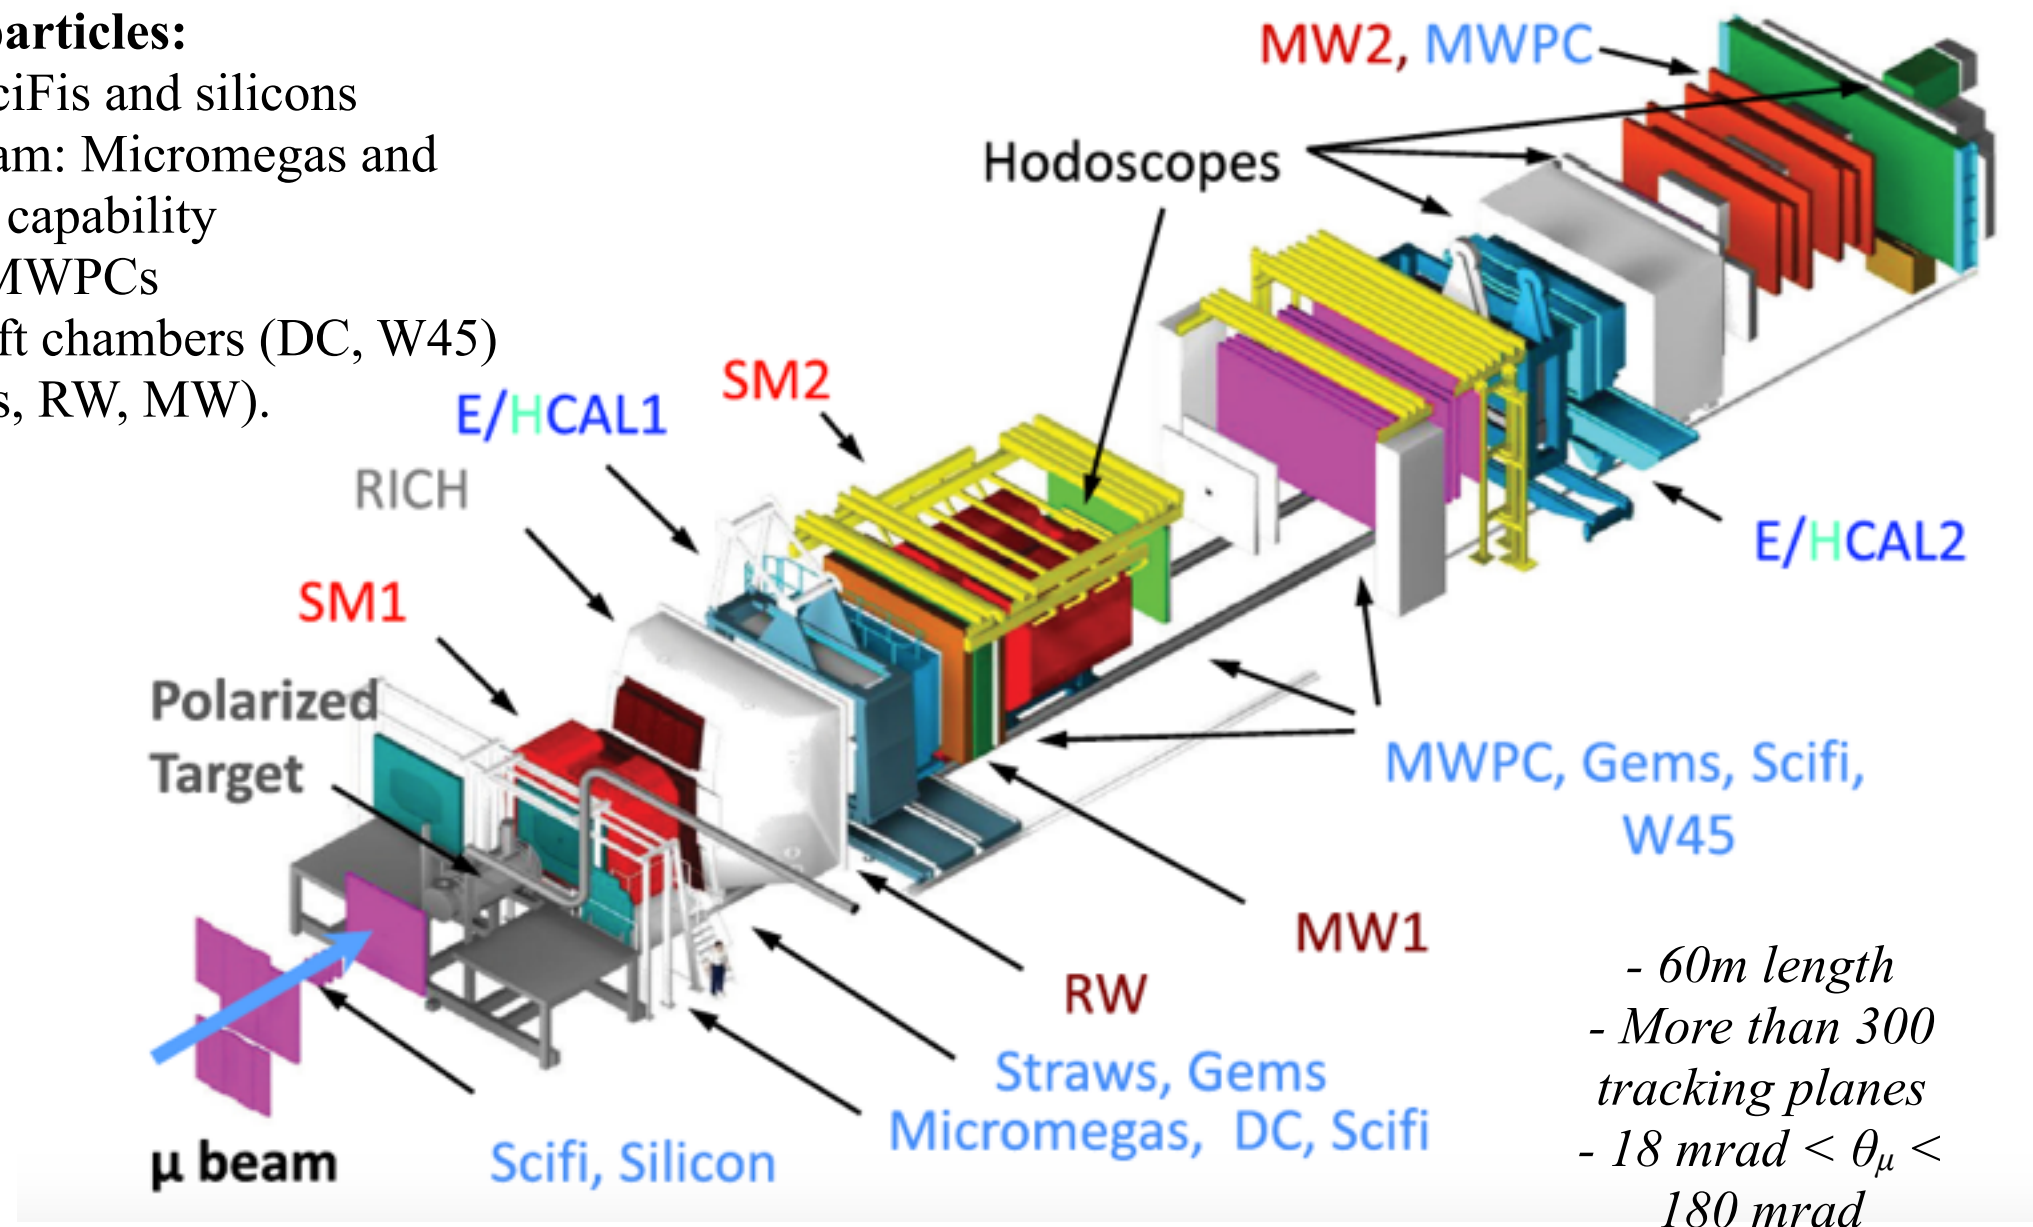 particles:
ciFis and silicons
am: Micromegas and
capability
MWPCs
ft chambers (DC, W45)
s, RW, MW).
MW2, MWPC
Hodoscopes
SM2
E/HCAL1
RICH
E/HCAL2
SM1
Polarized
Target
MWPC, Gems, Scifi,
W45
MW1
RW
Straws, Gems
Micromegas, DC, Scifi
μ beam
Scifi, Silicon
- 60m length
- More than 300
tracking planes
- 18 mrad < θμ <
180 mrad